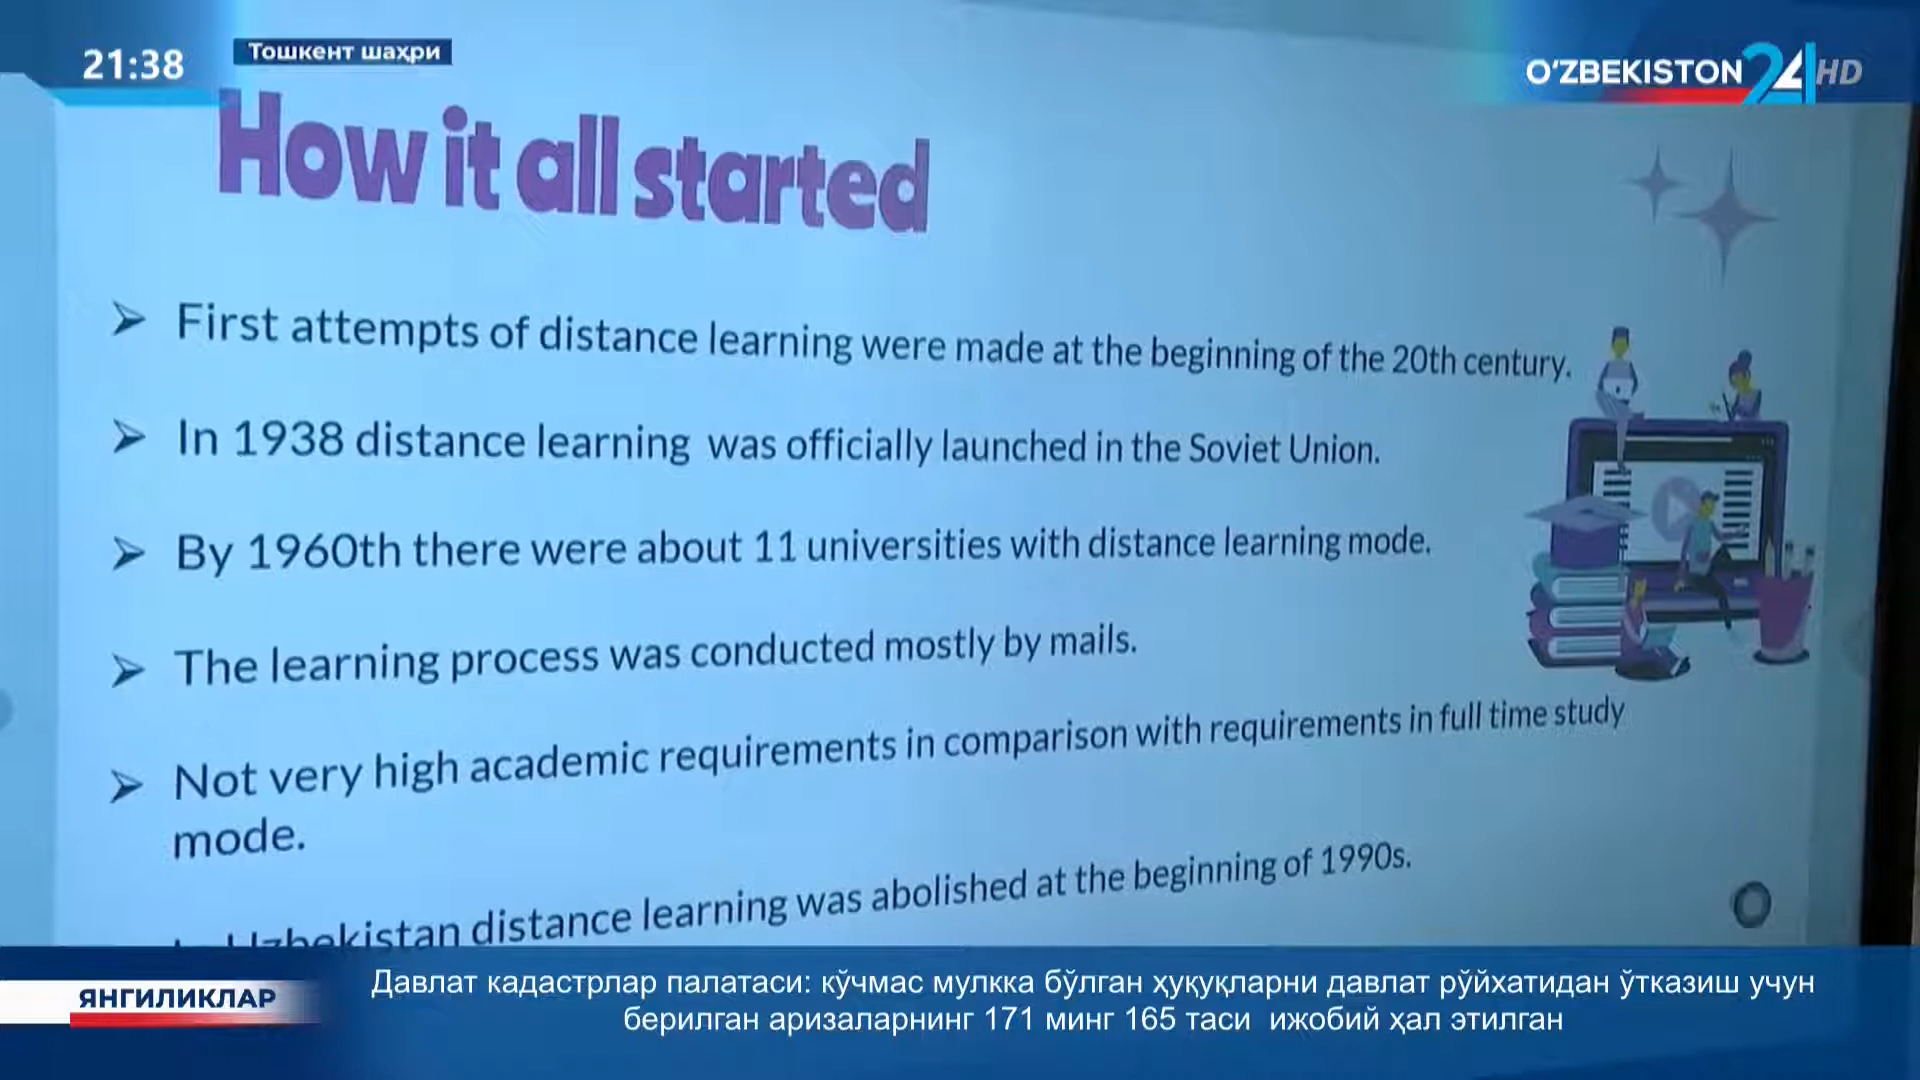 21:38
Тошкент шаҳри
O‘ZBEKISTON 24 HD
How it all started
➢ First attempts of distance learning were made at the beginning of the 20th century.
➢ In 1938 distance learning was officially launched in the Soviet Union.
➢ By 1960th there were about 11 universities with distance learning mode.
➢ The learning process was conducted mostly by mails.
➢ Not very high academic requirements in comparison with requirements in full time study
mode.
Uzbekistan distance learning was abolished at the beginning of 1990s.
ЯНГИЛИКЛАР
Давлат кадастрлар палатаси: кўчмас мулкка бўлган ҳуқуқларни давлат рўйхатидан ўтказиш учун
берилган аризаларнинг 171 минг 165 таси ижобий ҳал этилган